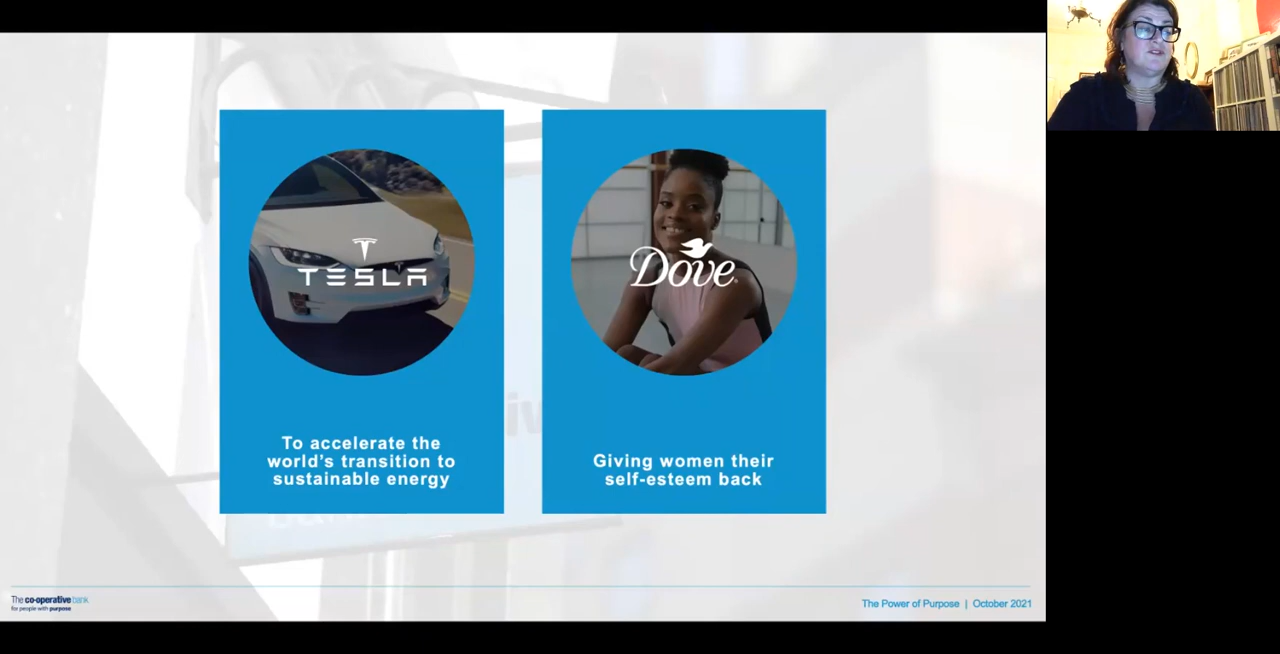 TESLA
To accelerate the
world's transition to
sustainable energy
Dove
Giving women their
self-esteem back
The co-operative bank
for people with purpose
The Power of Purpose | October 2021